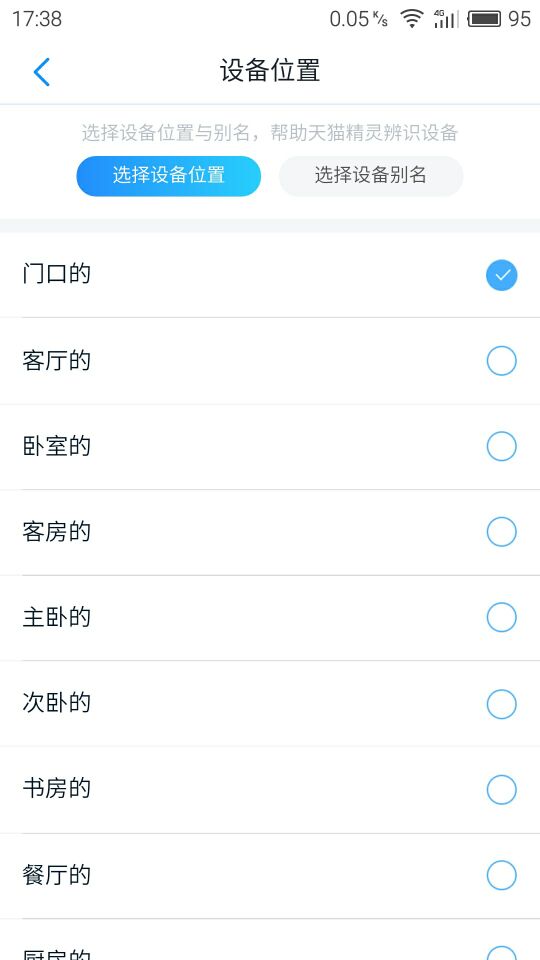 17:38 0.05 K/s 4G 95
设备位置
选择设备位置与别名，帮助天猫精灵辨识设备
选择设备位置 选择设备别名
门口的
客厅的
卧室的
客房的
主卧的
次卧的
书房的
餐厅的
厨房的